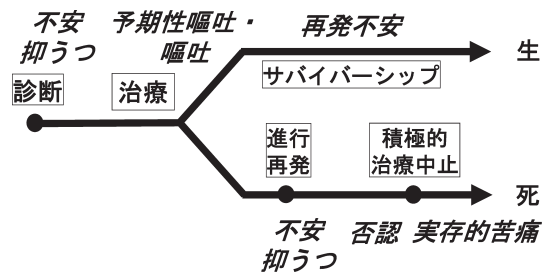 不安
抑うつ
予期性嘔吐・
嘔吐
再発不安
生
診断
治療
サバイバーシップ
進行
再発
積極的
治療中止
死
不安
抑うつ
否認
実存的苦痛